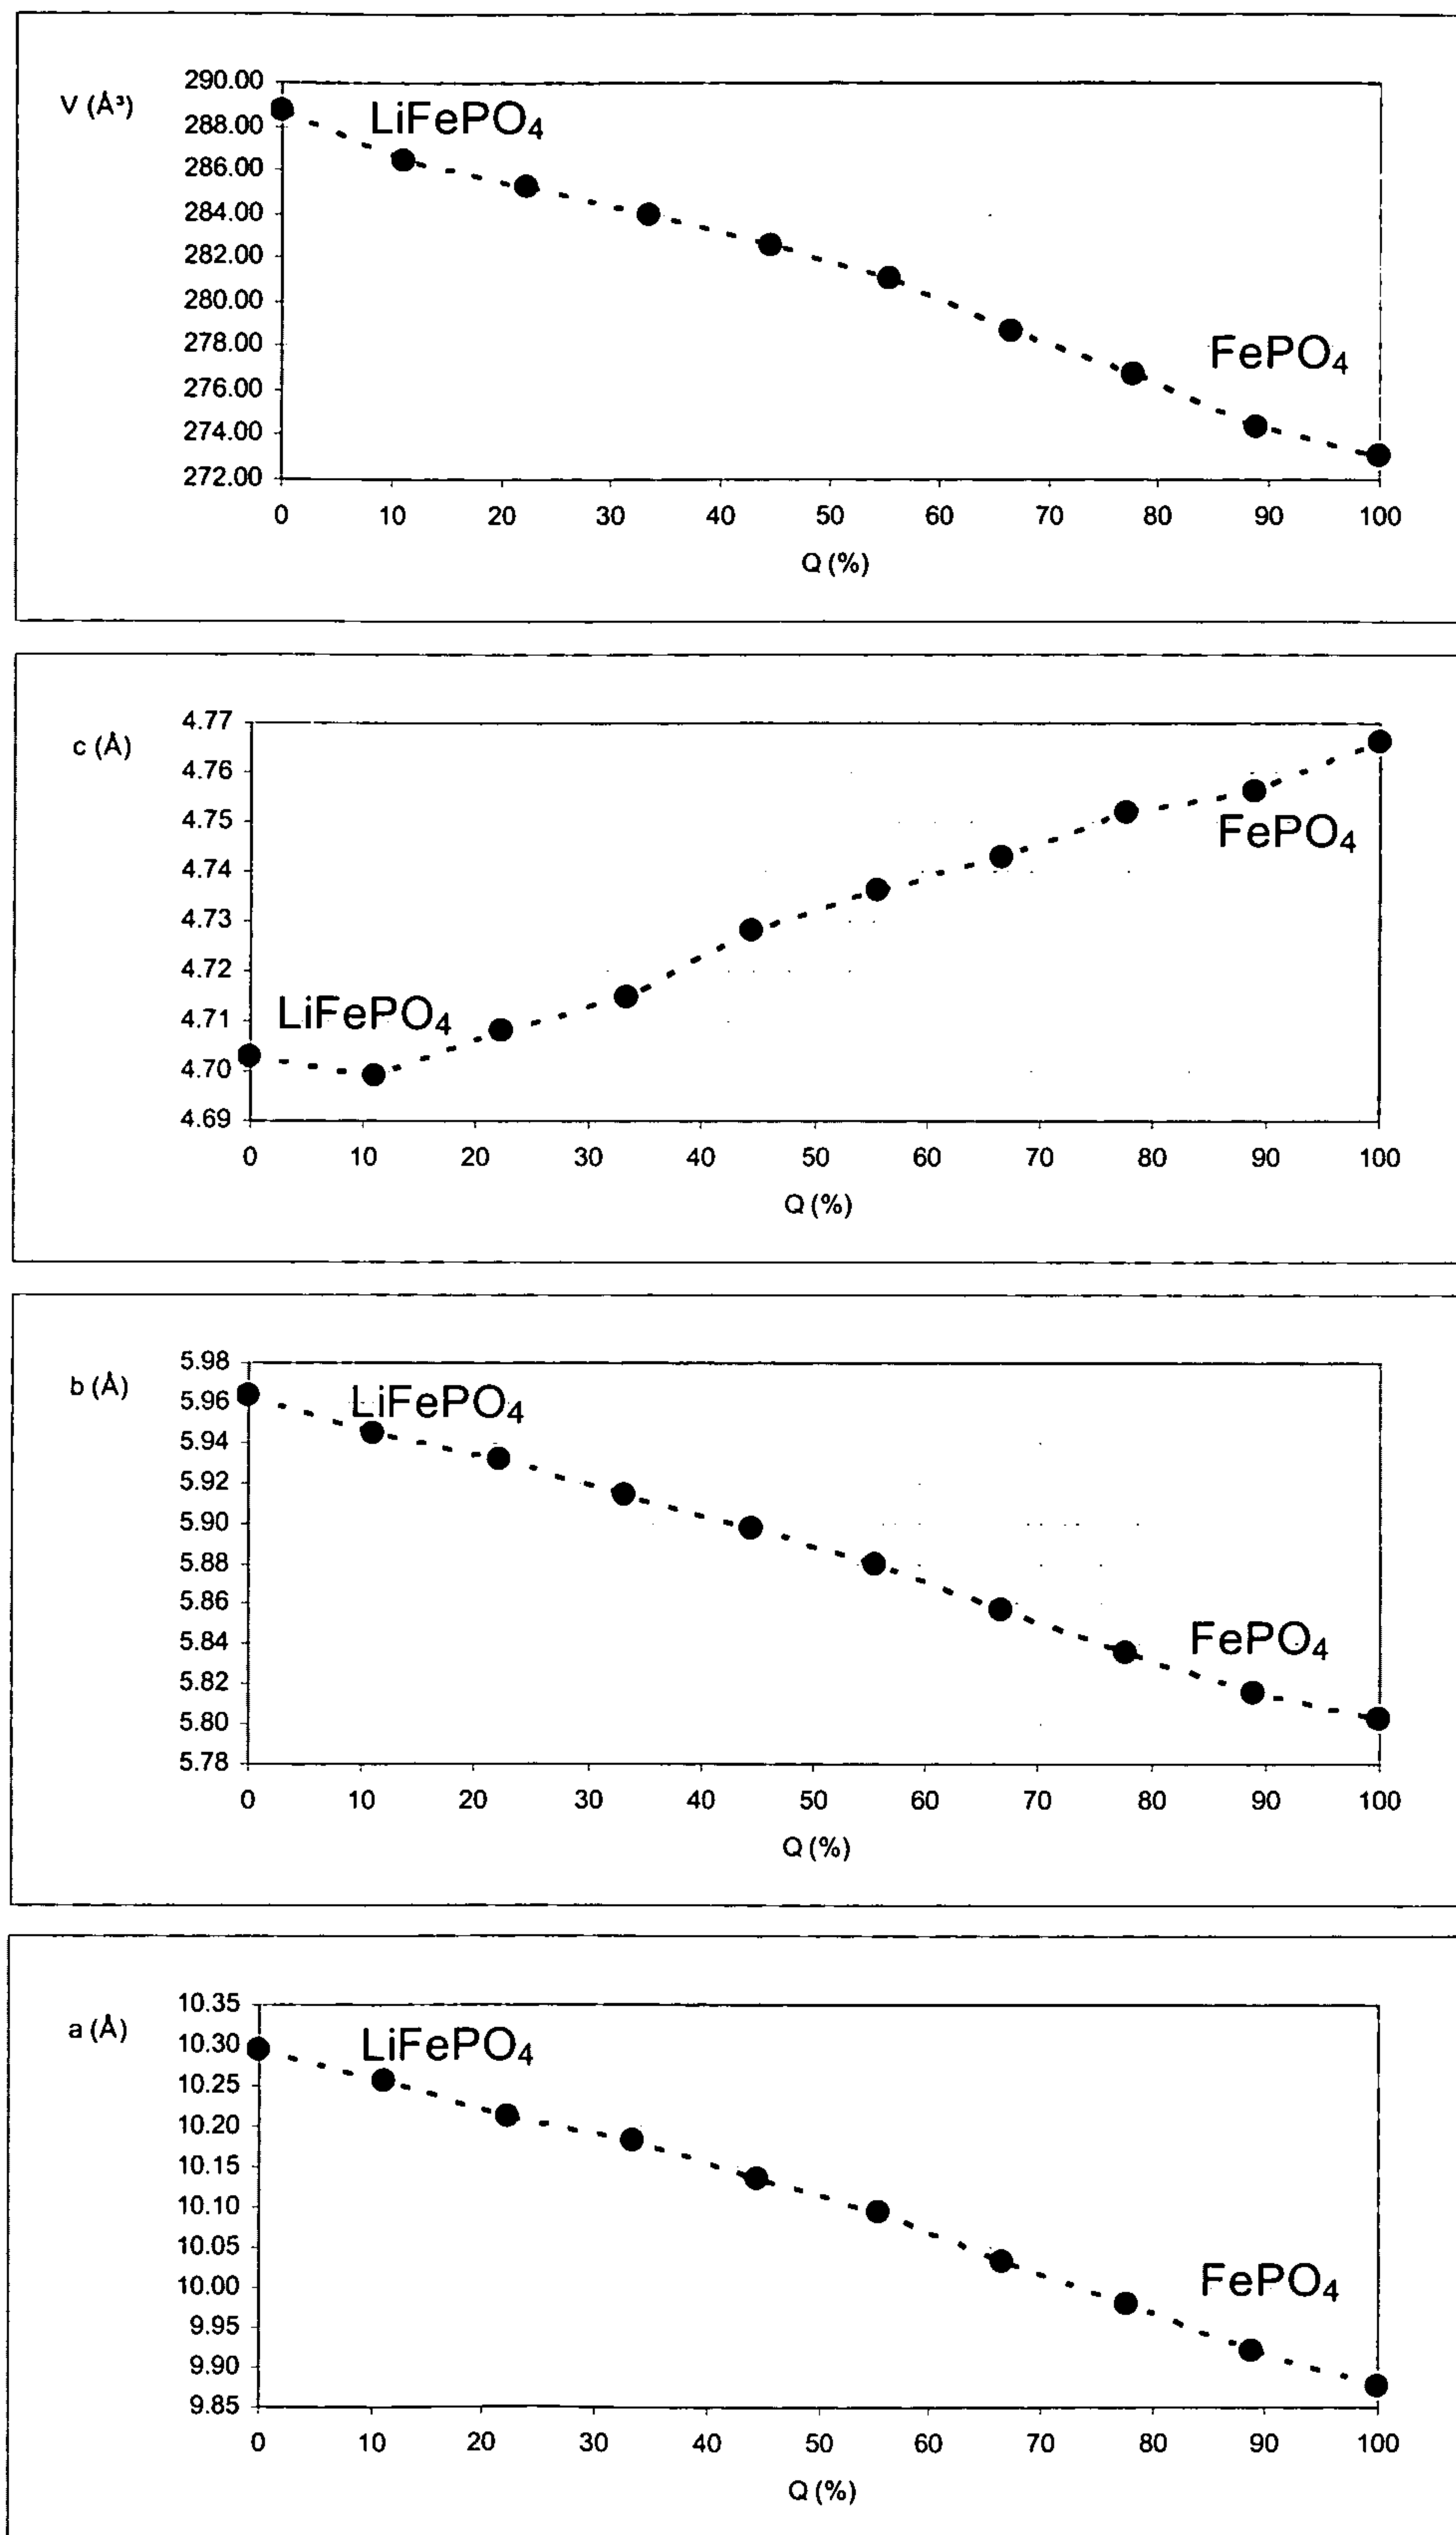 V (Å³)
290.00
288.00
286.00
284.00
282.00
280.00
278.00
276.00
274.00
272.00
LiFePO₄
FePO₄
0 10 20 30 40 50 60 70 80 90 100
Q (%)
c (Å)
4.77
4.76
4.75
4.74
4.73
4.72
4.71
4.70
4.69
LiFePO₄
FePO₄
0 10 20 30 40 50 60 70 80 90 100
Q (%)
b (Å)
5.98
5.96
5.94
5.92
5.90
5.88
5.86
5.84
5.82
5.80
5.78
LiFePO₄
FePO₄
0 10 20 30 40 50 60 70 80 90 100
Q (%)
a (Å)
10.35
10.30
10.25
10.20
10.15
10.10
10.05
10.00
9.95
9.90
9.85
LiFePO₄
FePO₄
0 10 20 30 40 50 60 70 80 90 100
Q (%)